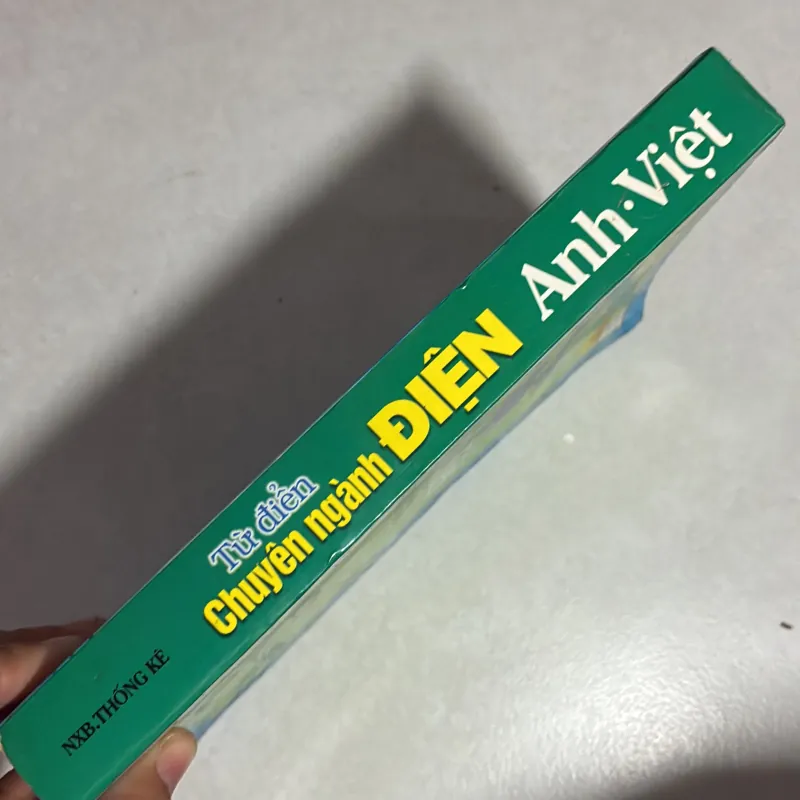 NXB.THỐNG KÊ
Từ điển
Chuyên ngành ĐIỆN
Anh·Việt